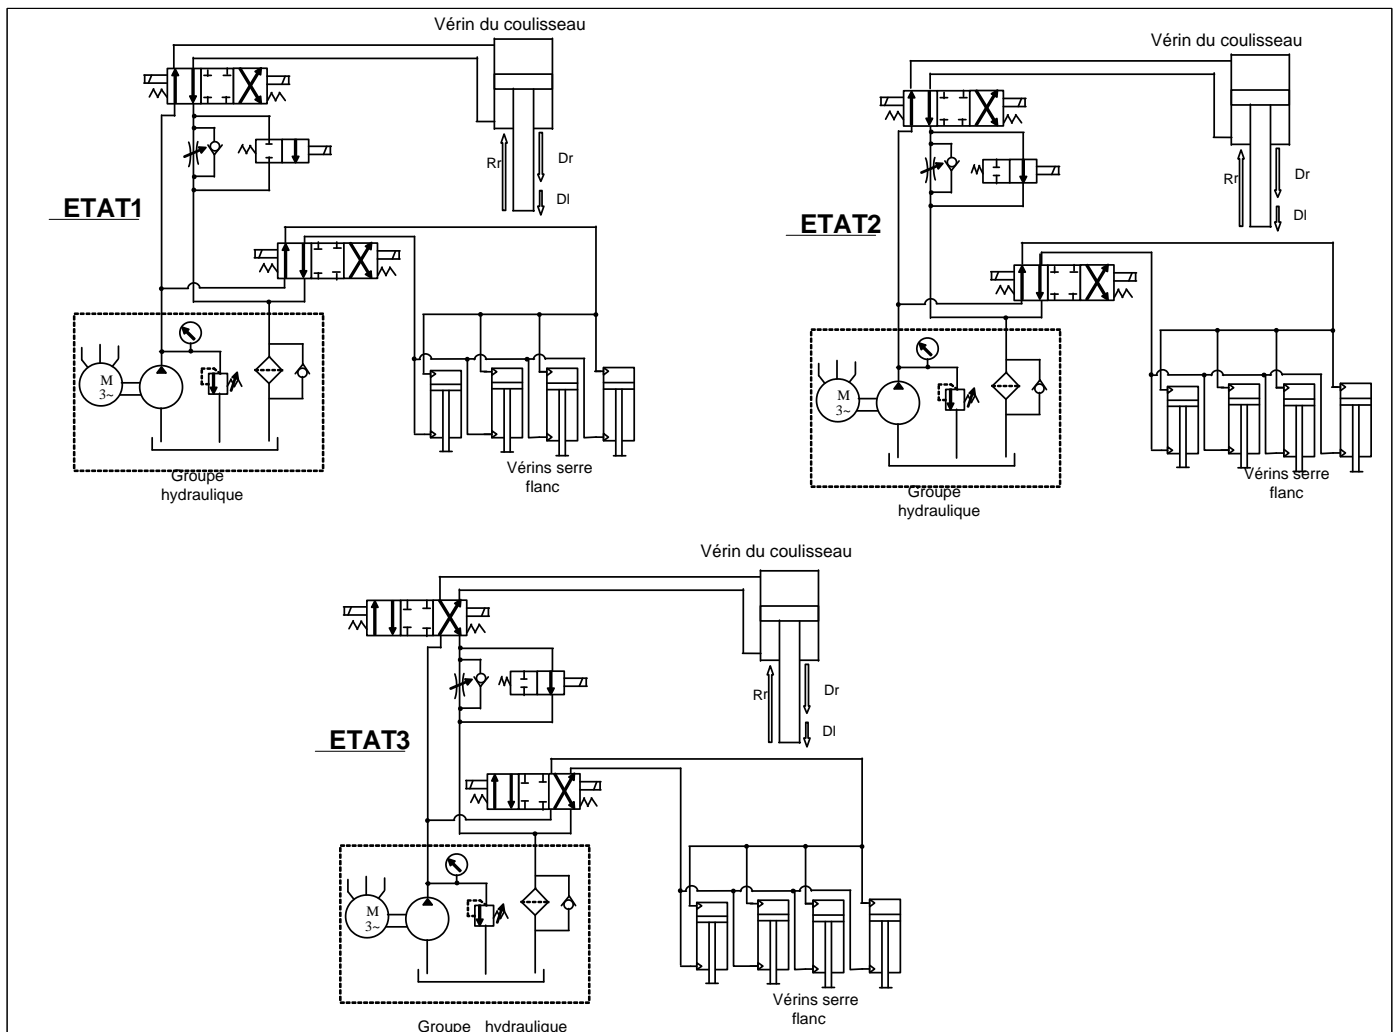 Vérin du coulisseau
Rr
Dr
Dl
ETAT1
M
3~
Groupe
hydraulique
Vérins serre
flanc
Vérin du coulisseau
Rr
Dr
Dl
ETAT2
M
3~
Groupe
hydraulique
Vérins serre
flanc
Vérin du coulisseau
Rr
Dr
Dl
ETAT3
M
3~
Groupe hydraulique
Vérins serre
flanc